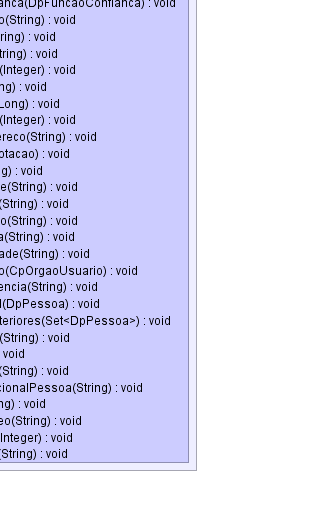 anca(DpFuncaoConfianca) : void
o(String) : void
ring) : void
tring) : void
(Integer) : void
ng) : void
Long) : void
(Integer) : void
ereco(String) : void
otacao) : void
g) : void
e(String) : void
(String) : void
o(String) : void
a(String) : void
ade(String) : void
o(CpOrgaoUsuario) : void
encia(String) : void
l(DpPessoa) : void
teriores(Set<DpPessoa>) : void
(String) : void
void
(String) : void
cionalPessoa(String) : void
ng) : void
eo(String) : void
Integer) : void
(String) : void